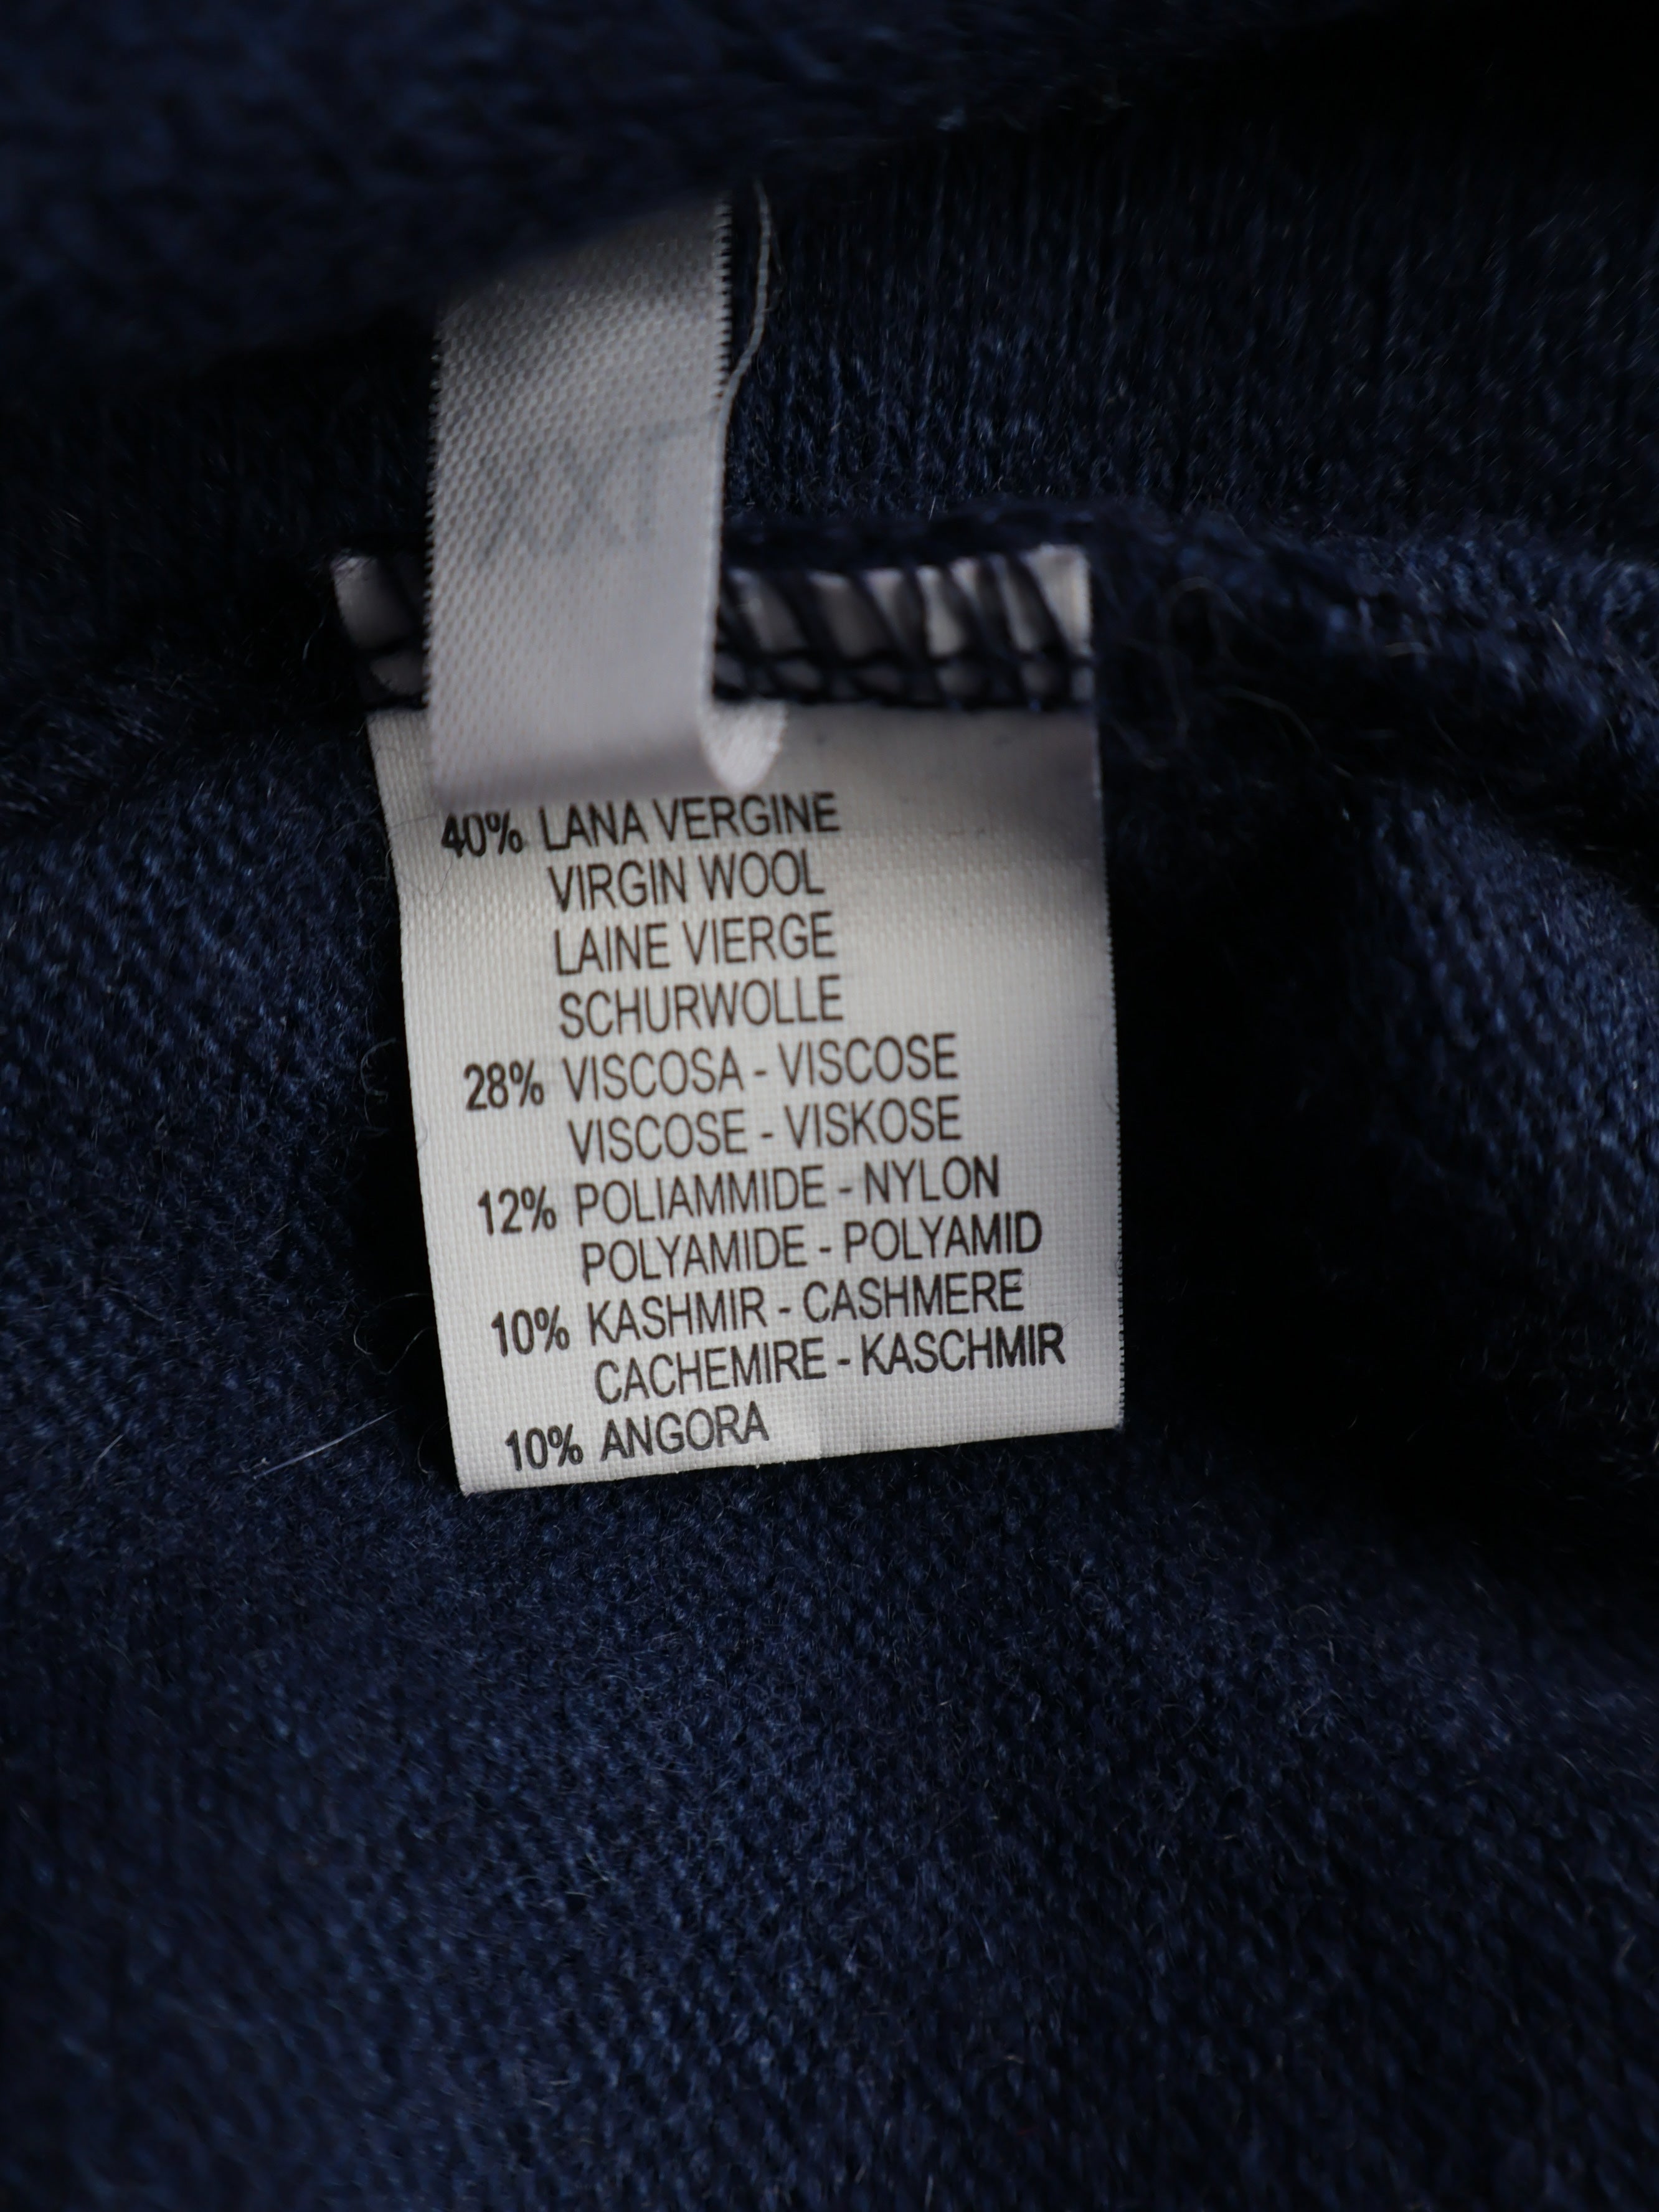 40% LANA VERGINE
VIRGIN WOOL
LAINE VIERGE
SCHURWOLLE
28% VISCOSA - VISCOSE
VISCOSE - VISKOSE
12% POLIAMMIDE - NYLON
POLYAMIDE - POLYAMID
10% KASHMIR - CASHMERE
CACHEMIRE - KASCHMIR
10% ANGORA